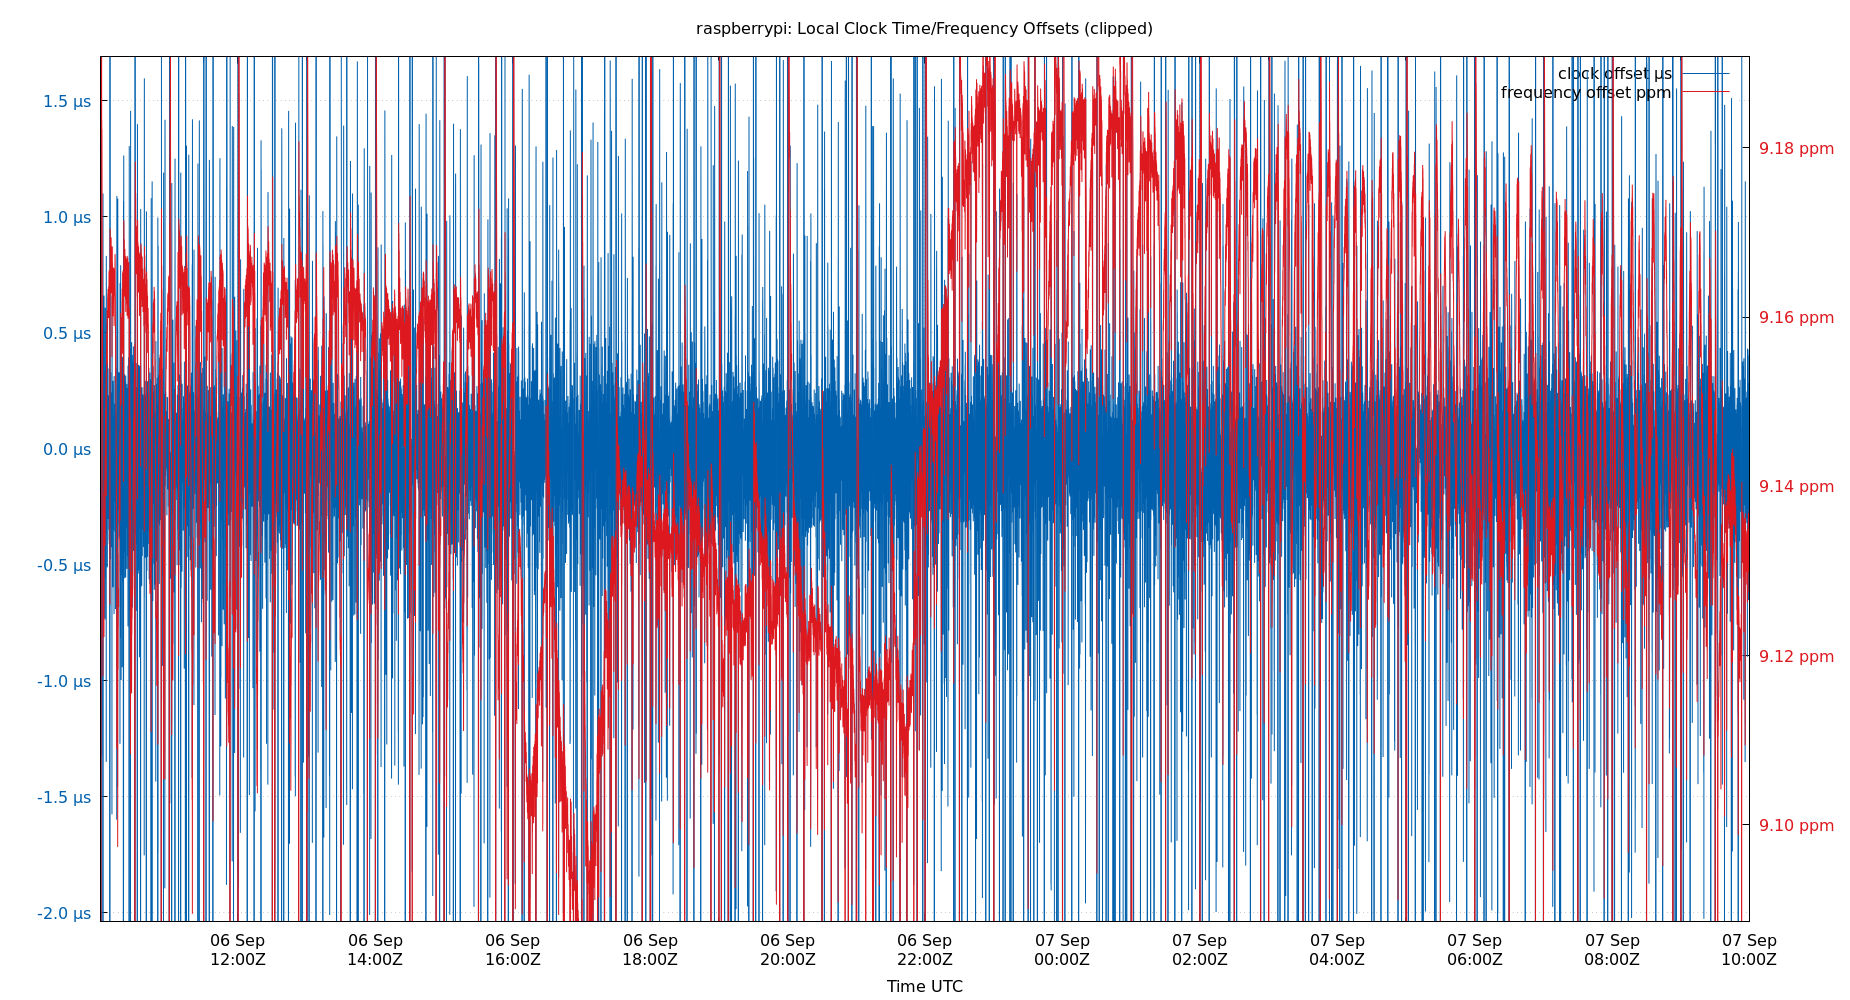 raspberrypi: Local Clock Time/Frequency Offsets (clipped)
clock offset µs
frequency offset ppm
1.5 µs
1.0 µs
0.5 µs
0.0 µs
-0.5 µs
-1.0 µs
-1.5 µs
-2.0 µs
9.18 ppm
9.16 ppm
9.14 ppm
9.12 ppm
9.10 ppm
06 Sep 06 Sep 06 Sep 06 Sep 06 Sep 06 Sep 07 Sep 07 Sep 07 Sep 07 Sep 07 Sep 07 Sep
12:00Z 14:00Z 16:00Z 18:00Z 20:00Z 22:00Z 00:00Z 02:00Z 04:00Z 06:00Z 08:00Z 10:00Z
Time UTC